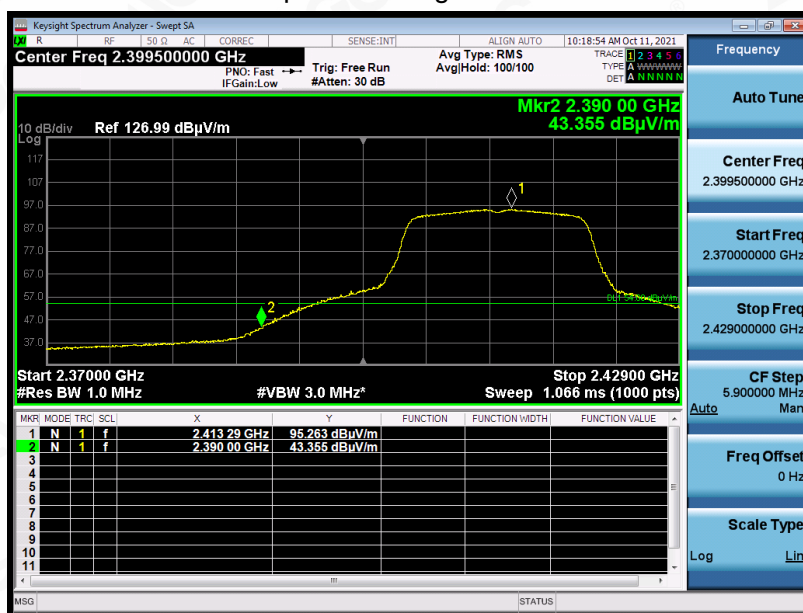 Keysight Spectrum Analyzer - Swept SA
LXI R RF 50 Ω AC CORREC SENSE:INT ALIGN AUTO 10:18:54 AM Oct 11, 2021
Center Freq 2.399500000 GHz
PNO: Fast
IFGain:Low
Trig: Free Run
#Atten: 30 dB
Avg Type: RMS
Avg|Hold: 100/100
TRACE 1 2 3 4 5 6
TYPE A WWWWW
DET A N N N N N
Mkr2 2.390 00 GHz
43.355 dBµV/m
10 dB/div Ref 126.99 dBµV/m
Log
117
107
97.0
87.0
77.0
67.0
57.0
47.0
37.0
1
2
DL1 54.00 dBµV/m
Start 2.37000 GHz Stop 2.42900 GHz
#Res BW 1.0 MHz #VBW 3.0 MHz* Sweep 1.066 ms (1000 pts)
MKR MODE TRC SCL X Y FUNCTION FUNCTION WIDTH FUNCTION VALUE
1 N 1 f 2.413 29 GHz 95.263 dBµV/m
2 N 1 f 2.390 00 GHz 43.355 dBµV/m
3
4
5
6
7
8
9
10
11
MSG STATUS
Frequency
Auto Tune
Center Freq
2.399500000 GHz
Start Freq
2.370000000 GHz
Stop Freq
2.429000000 GHz
CF Step
5.900000 MHz
Auto Man
Freq Offset
0 Hz
Scale Type
Log Lin